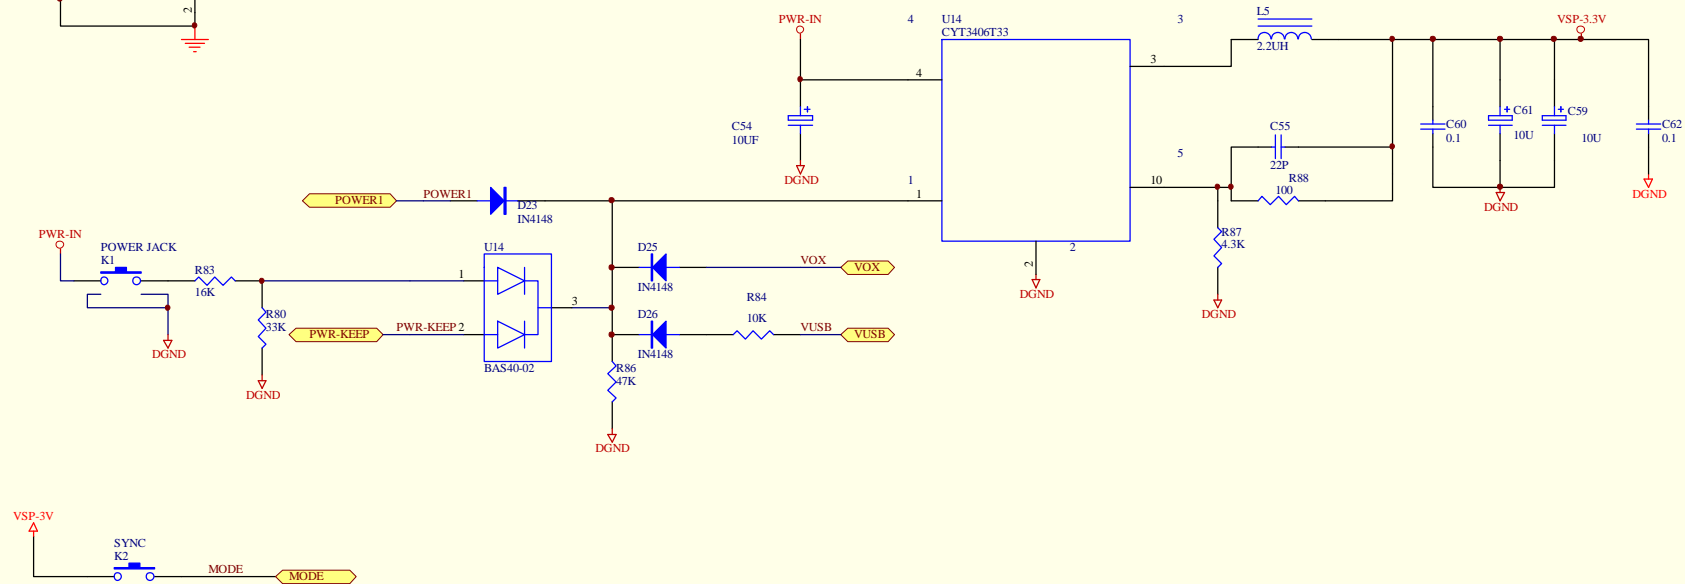 2
PWR-IN
4
U14
CYT3406T33
3
L5
2.2UH
VSP-3.3V
4
3
C54
10UF
DGND
C55
22P
5
C60
0.1
C61
10U
C59
10U
C62
0.1
DGND
DGND
R88
100
10
1
1
POWER1
POWER1
D23
IN4148
R87
4.3K
DGND
2
2
DGND
PWR-IN
POWER JACK
K1
R83
16K
R80
33K
DGND
DGND
PWR-KEEP
PWR-KEEP
2
1
U14
BAS40-02
3
D25
IN4148
VOX
VOX
D26
IN4148
R84
10K
VUSB
VUSB
R86
47K
DGND
VSP-3V
SYNC
K2
MODE
MODE